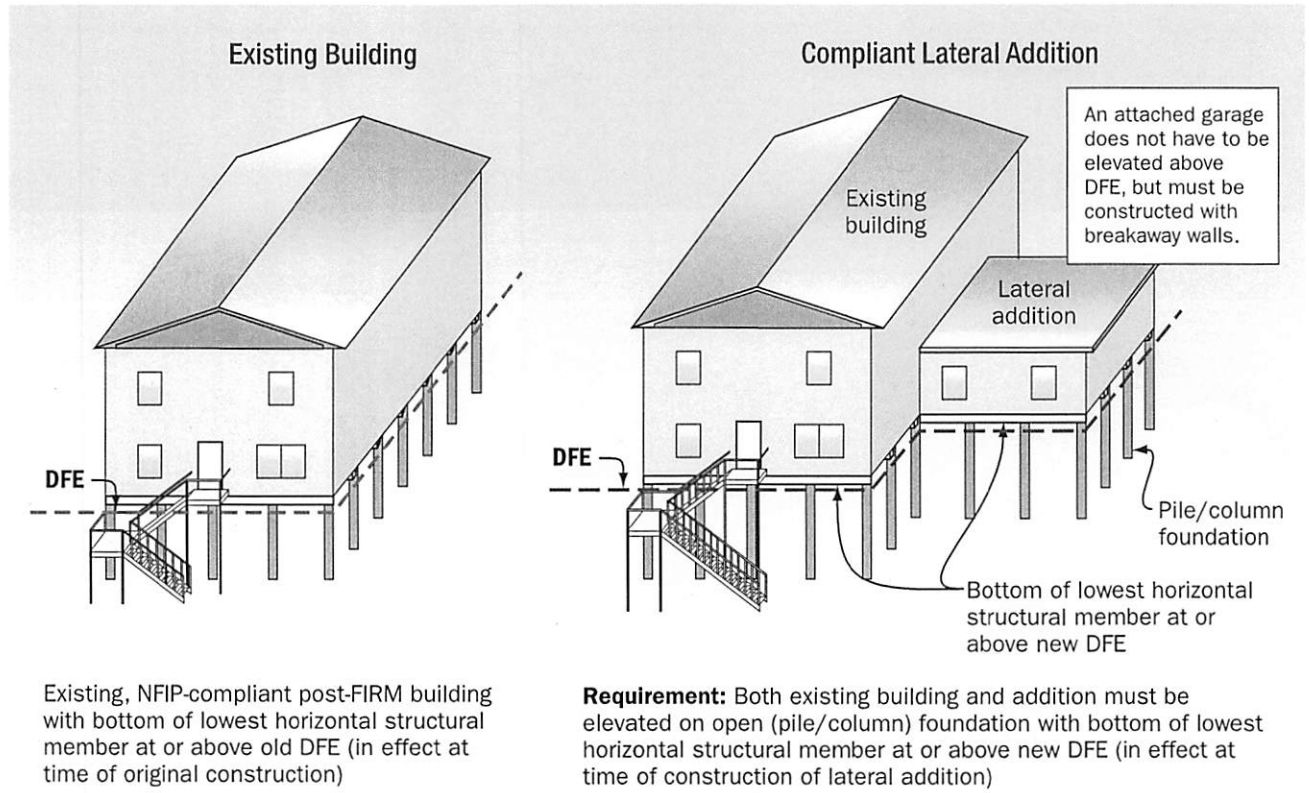 Existing Building
Compliant Lateral Addition
An attached garage
does not have to be
elevated above
DFE, but must be
constructed with
breakaway walls.
Existing
building
Lateral
addition
DFE
DFE
Pile/column
foundation
Bottom of lowest horizontal
structural member at or
above new DFE
Existing, NFIP-compliant post-FIRM building
with bottom of lowest horizontal structural
member at or above old DFE (in effect at
time of original construction)
Requirement: Both existing building and addition must be
elevated on open (pile/column) foundation with bottom of lowest
horizontal structural member at or above new DFE (in effect at
time of construction of lateral addition)